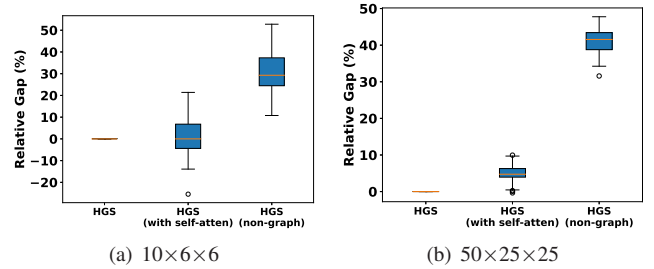 Relative Gap (%)
50
40
30
20
10
0
−10
−20
HGS
HGS
(with self-atten)
HGS
(non-graph)
(a) 10×6×6
Relative Gap (%)
50
40
30
20
10
0
HGS
HGS
(with self-atten)
HGS
(non-graph)
(b) 50×25×25